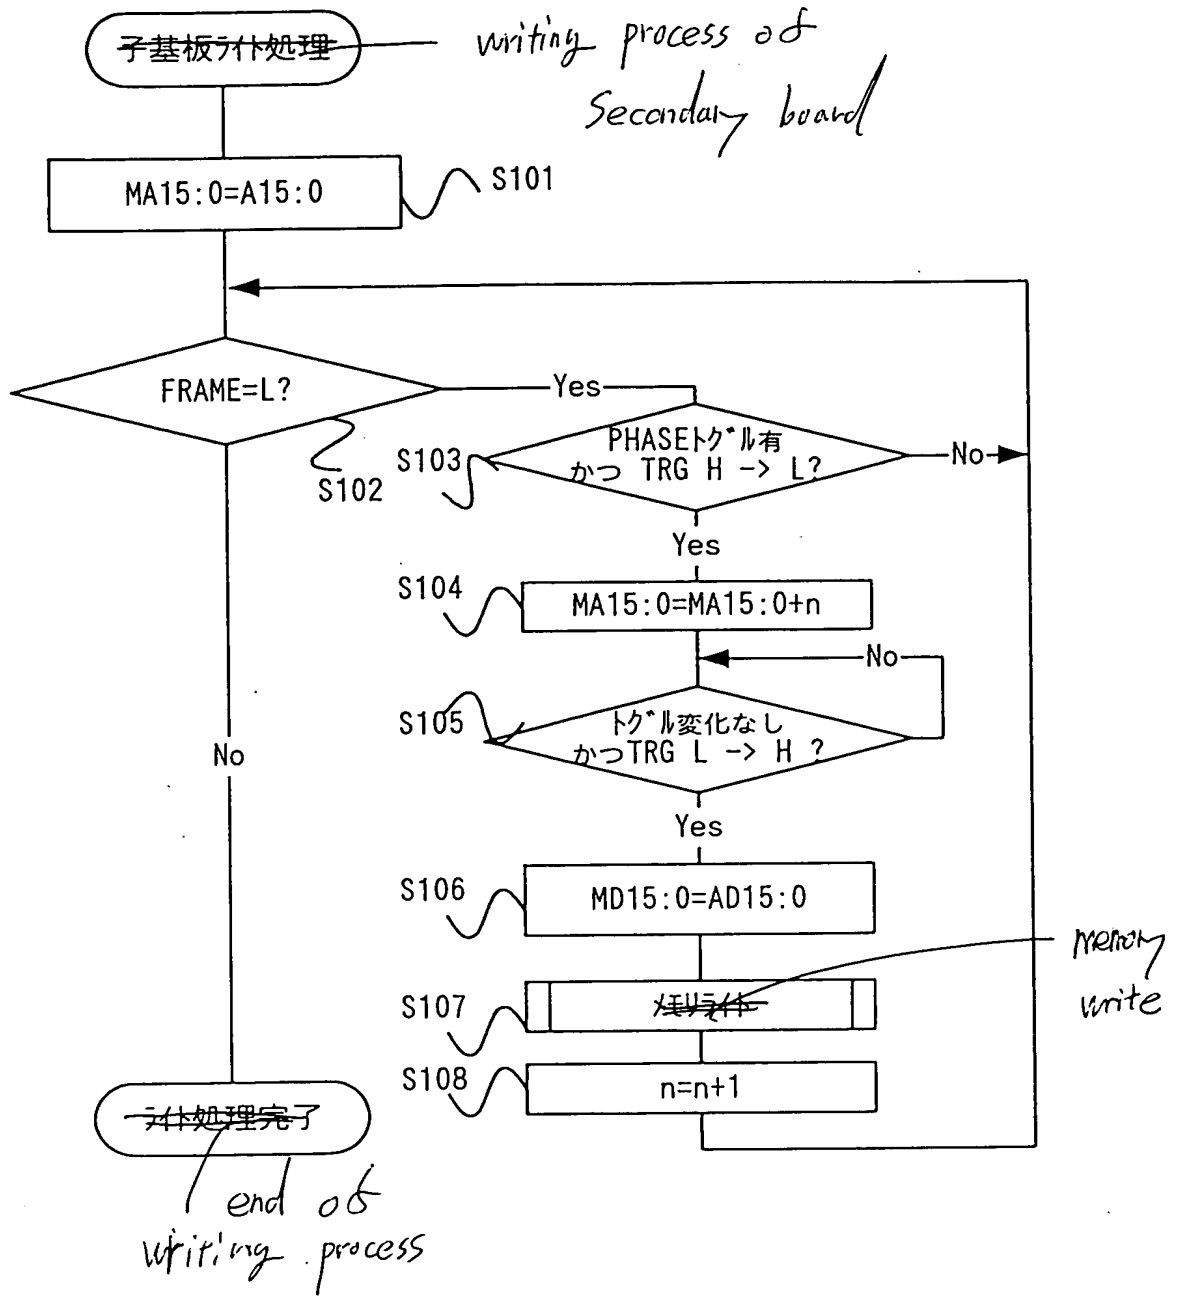 子基板ﾗｲﾄ処理
writing process of
Secondary board
MA15:0=A15:0
S101
FRAME=L?
Yes
S102
S103
PHASEﾄｸﾞﾙ有
かつ TRG H -> L?
No
Yes
S104
MA15:0=MA15:0+n
No
S105
ﾄｸﾞﾙ変化なし
かつTRG L -> H ?
No
Yes
S106
MD15:0=AD15:0
memory
write
S107
ﾒﾓﾘﾗｲﾄ
S108
n=n+1
ﾗｲﾄ処理完了
end of
writing process